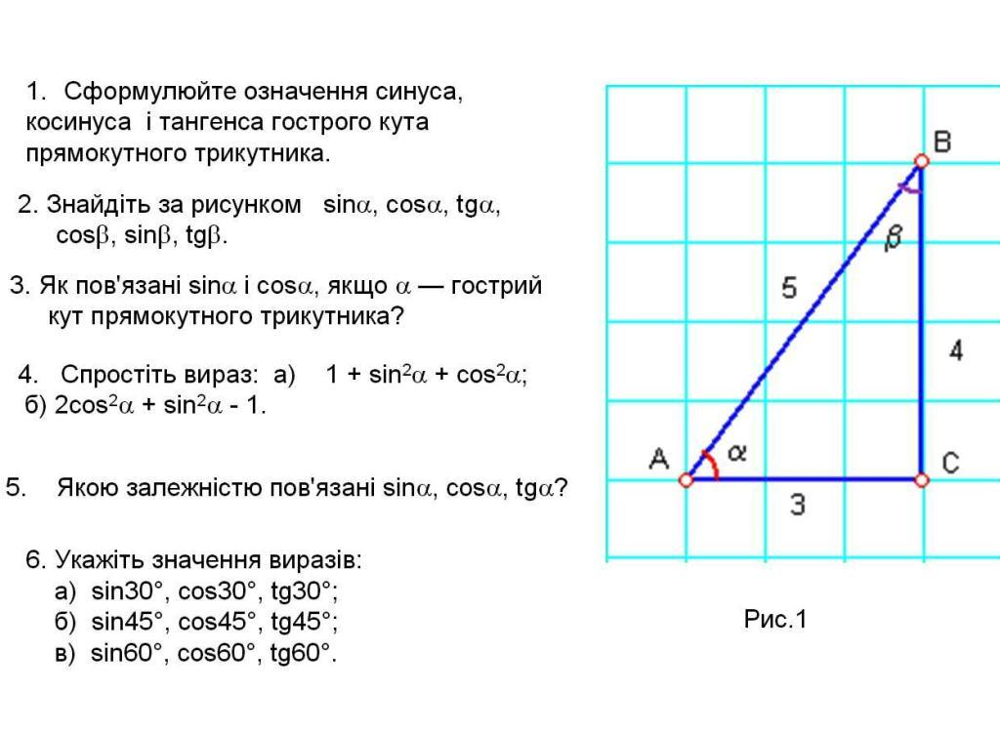 1. Сформулюйте означення синуса,
косинуса і тангенса гострого кута
прямокутного трикутника.
2. Знайдіть за рисунком sinα, cosα, tgα,
cosβ, sinβ, tgβ.
3. Як пов'язані sinα і cosα, якщо α — гострий
кут прямокутного трикутника?
4. Спростіть вираз: а) 1 + sin²α + cos²α;
б) 2cos²α + sin²α - 1.
5. Якою залежністю пов'язані sinα, cosα, tgα?
6. Укажіть значення виразів:
а) sin30°, cos30°, tg30°;
б) sin45°, cos45°, tg45°;
в) sin60°, cos60°, tg60°.
B
β
5
4
A
α
C
3
Рис.1